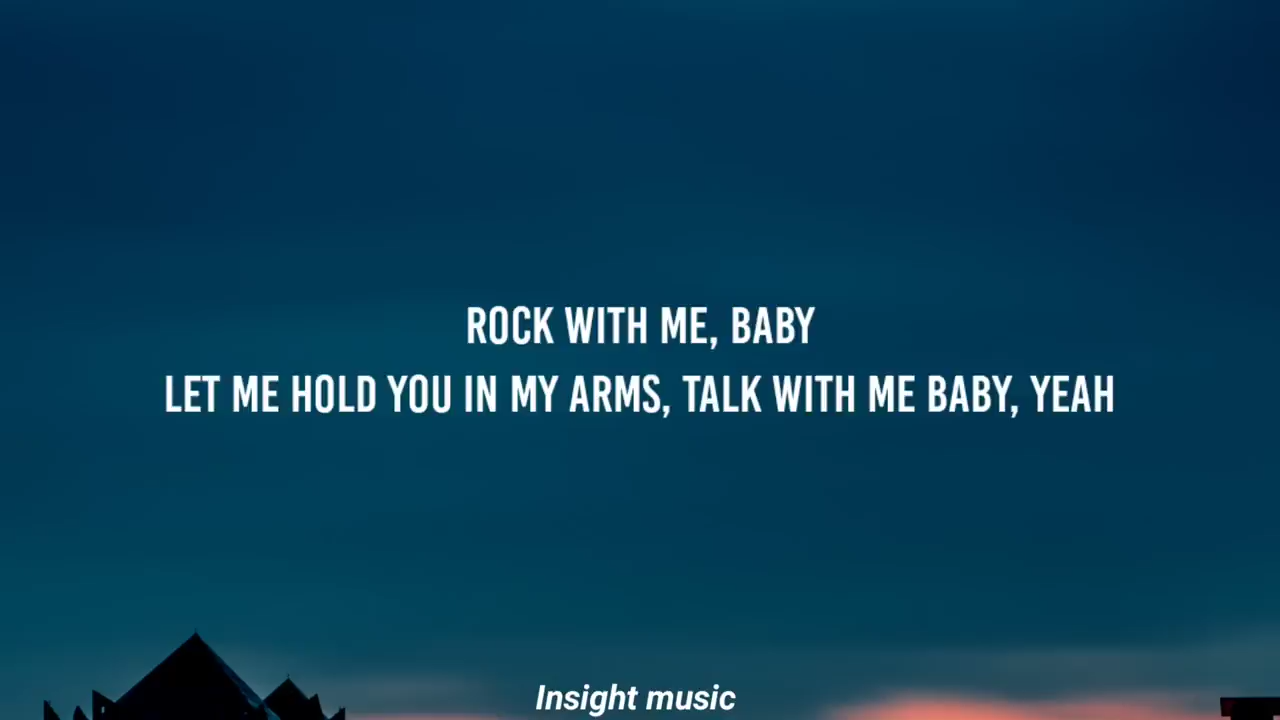 ROCK WITH ME, BABY
LET ME HOLD YOU IN MY ARMS, TALK WITH ME BABY, YEAH
Insight music